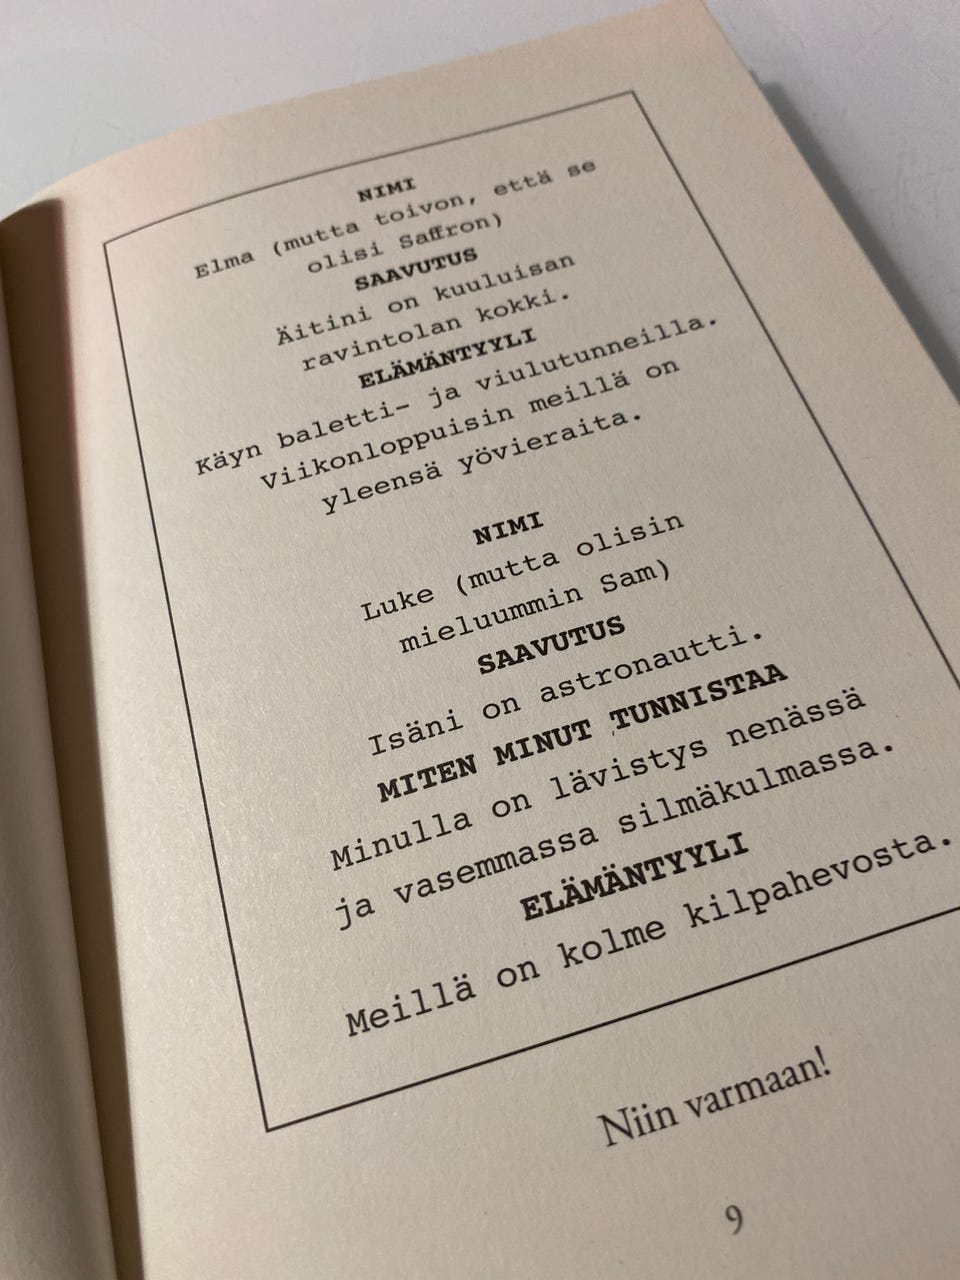 NIMI
Elma (mutta toivon, että se
olisi Saffron)
SAAVUTUS
Äitini on kuuluisan
ravintolan kokki.
ELÄMÄNTYYLI
Käyn baletti- ja viulutunneilla.
Viikonloppuisin meillä on
yleensä yövieraita.
NIMI
Luke (mutta olisin
mieluummin Sam)
SAAVUTUS
Isäni on astronautti.
MITEN MINUT TUNNISTAA
Minulla on lävistys nenässä
ja vasemmassa silmäkulmassa.
ELÄMÄNTYYLI
Meillä on kolme kilpahevosta.
Niin varmaan!
9